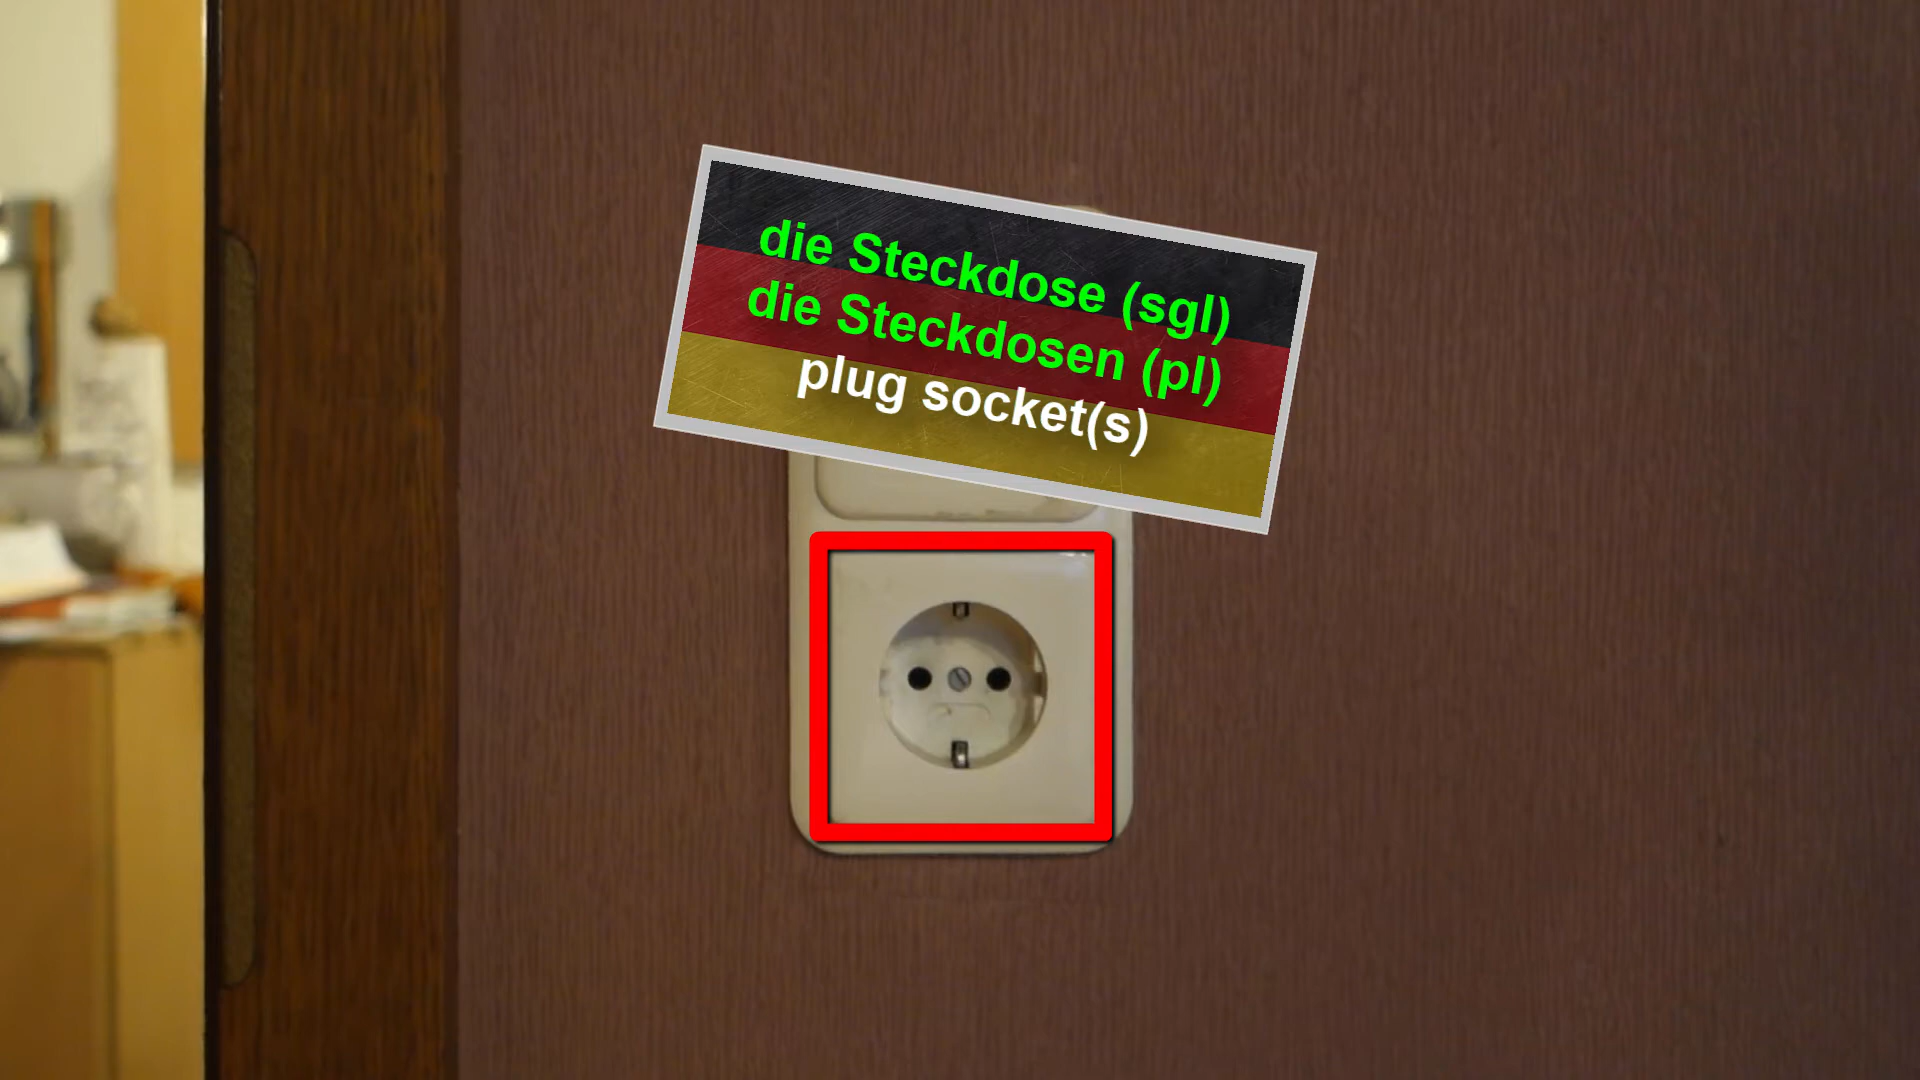 die Steckdose (sgl)
die Steckdosen (pl)
plug socket(s)